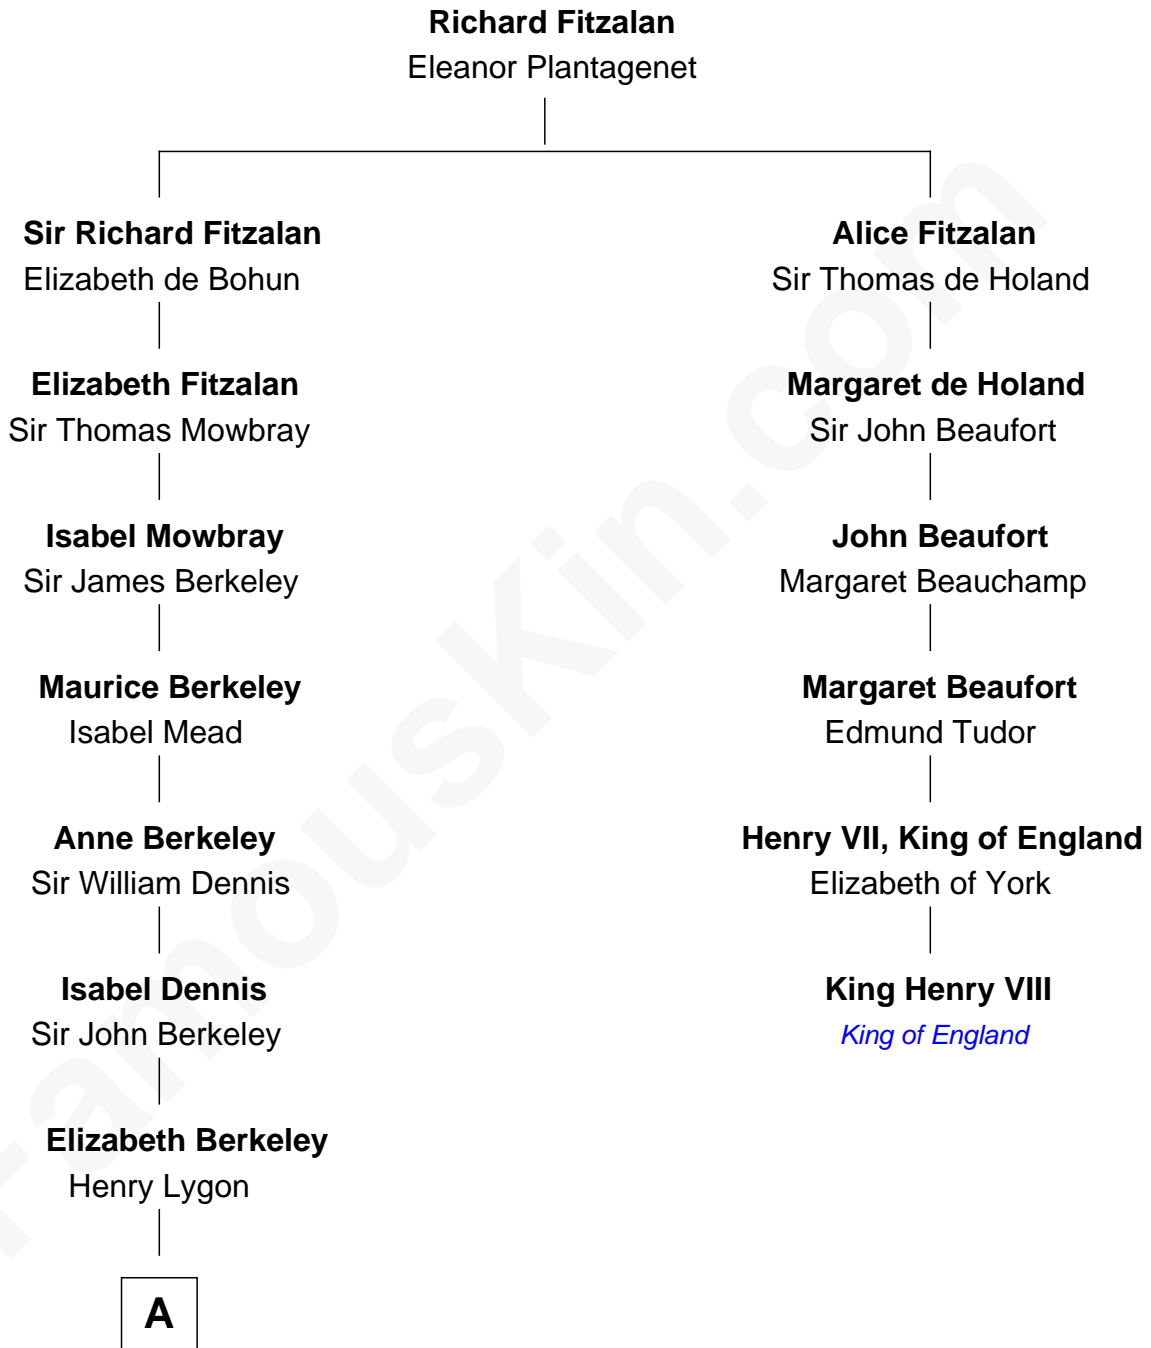 Richard Fitzalan
Eleanor Plantagenet
Sir Richard Fitzalan
Elizabeth de Bohun
Elizabeth Fitzalan
Sir Thomas Mowbray
Isabel Mowbray
Sir James Berkeley
Maurice Berkeley
Isabel Mead
Anne Berkeley
Sir William Dennis
Isabel Dennis
Sir John Berkeley
Elizabeth Berkeley
Henry Lygon
A
Alice Fitzalan
Sir Thomas de Holand
Margaret de Holand
Sir John Beaufort
John Beaufort
Margaret Beauchamp
Margaret Beaufort
Edmund Tudor
Henry VII, King of England
Elizabeth of York
King Henry VIII
King of England
FamousKin.com